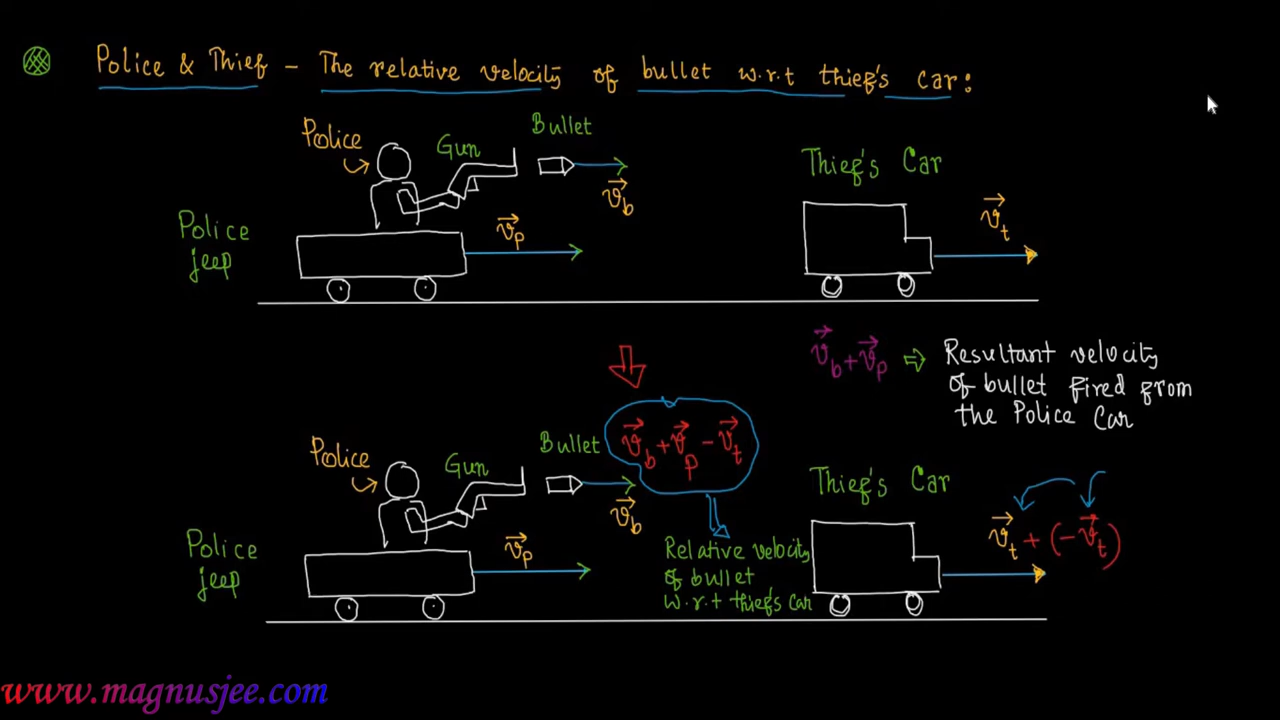 Police & Thief – The relative velocity of bullet w.r.t thief's car:
Police
Gun
Bullet
Thief's Car
v⃗b
v⃗p
v⃗t
Police
jeep
v⃗b + v⃗p ⇒ Resultant velocity
of bullet fired from
the Police Car
v⃗b + v⃗p − v⃗t
Police
Gun
Bullet
Thief's Car
v⃗b
v⃗p
v⃗t + (−v⃗t)
Police
jeep
Relative velocity
of bullet
w.r.t thief's car
www.magnusjee.com